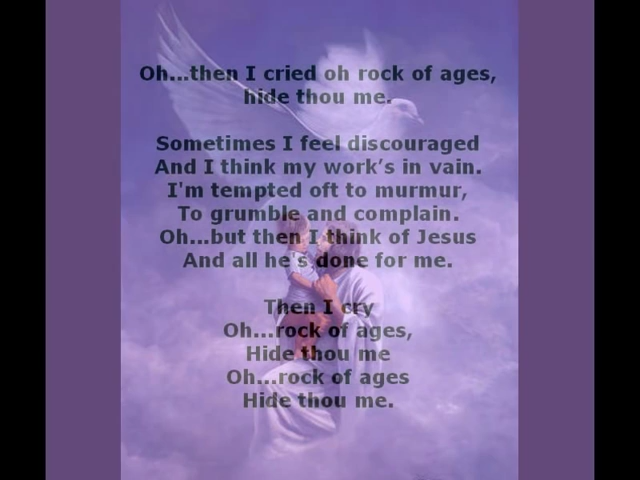 Oh...then I cried oh rock of ages,
hide thou me.
Sometimes I feel discouraged
And I think my work’s in vain.
I'm tempted oft to murmur,
To grumble and complain.
Oh...but then I think of Jesus
And all he's done for me.
Then I cry
Oh...rock of ages,
Hide thou me
Oh...rock of ages
Hide thou me.